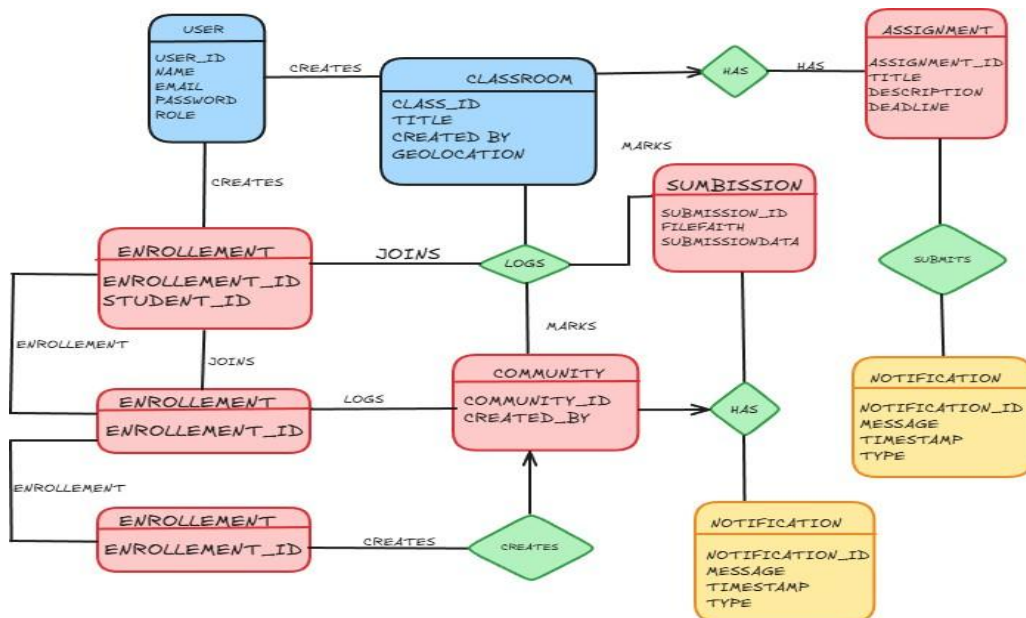 USER
USER_ID
NAME
EMAIL
PASSWORD
ROLE
CREATES
CLASSROOM
CLASS_ID
TITLE
CREATED BY
GEOLOCATION
HAS
HAS
ASSIGNMENT
ASSIGNMENT_ID
TITLE
DESCRIPTION
DEADLINE
CREATES
MARKS
SUMBISSION
SUBMISSION_ID
FILEFAITH
SUBMISSIONDATA
ENROLLEMENT
ENROLLEMENT_ID
STUDENT_ID
JOINS
LOGS
SUBMITS
ENROLLEMENT
JOINS
MARKS
COMMUNITY
COMMUNITY_ID
CREATED_BY
ENROLLEMENT
ENROLLEMENT_ID
LOGS
HAS
NOTIFICATION
NOTIFICATION_ID
MESSAGE
TIMESTAMP
TYPE
ENROLLEMENT
ENROLLEMENT
ENROLLEMENT_ID
CREATES
CREATES
NOTIFICATION
NOTIFICATION_ID
MESSAGE
TIMESTAMP
TYPE